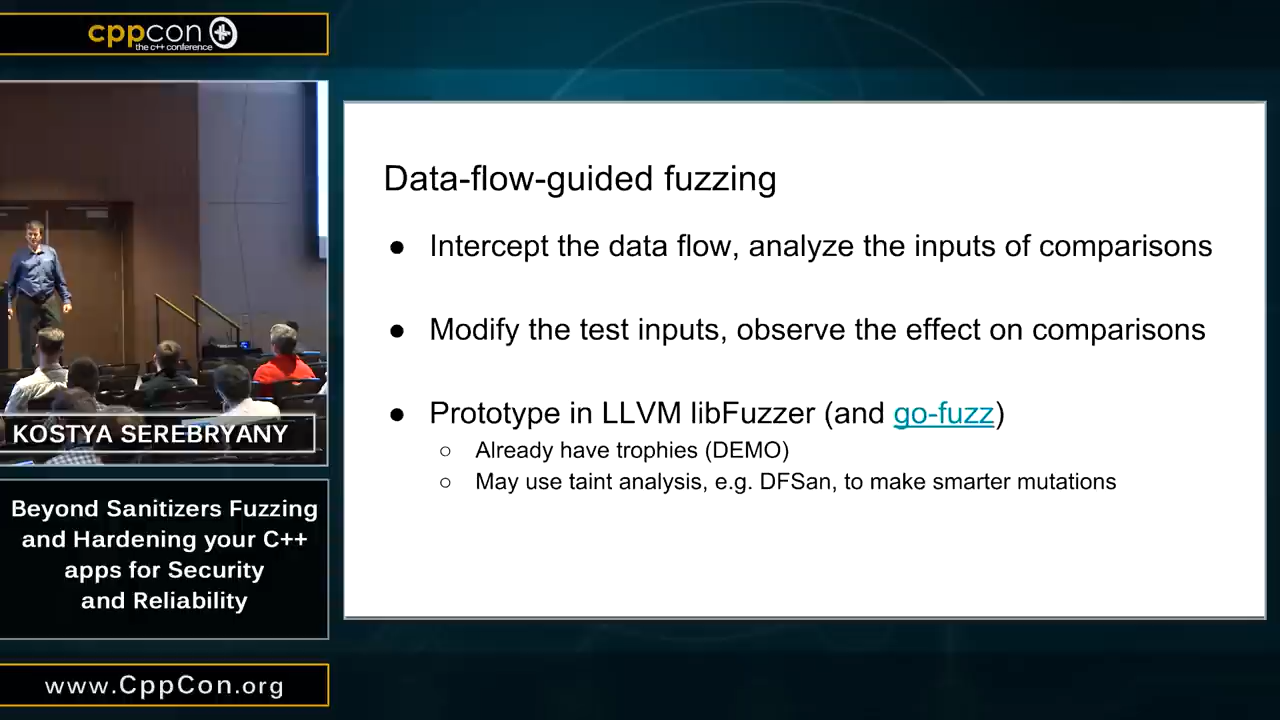 cppcon
the c++ conference
KOSTYA SEREBRYANY
Beyond Sanitizers Fuzzing
and Hardening your C++
apps for Security
and Reliability
www.CppCon.org
Data-flow-guided fuzzing
● Intercept the data flow, analyze the inputs of comparisons
● Modify the test inputs, observe the effect on comparisons
● Prototype in LLVM libFuzzer (and go-fuzz)
○ Already have trophies (DEMO)
○ May use taint analysis, e.g. DFSan, to make smarter mutations